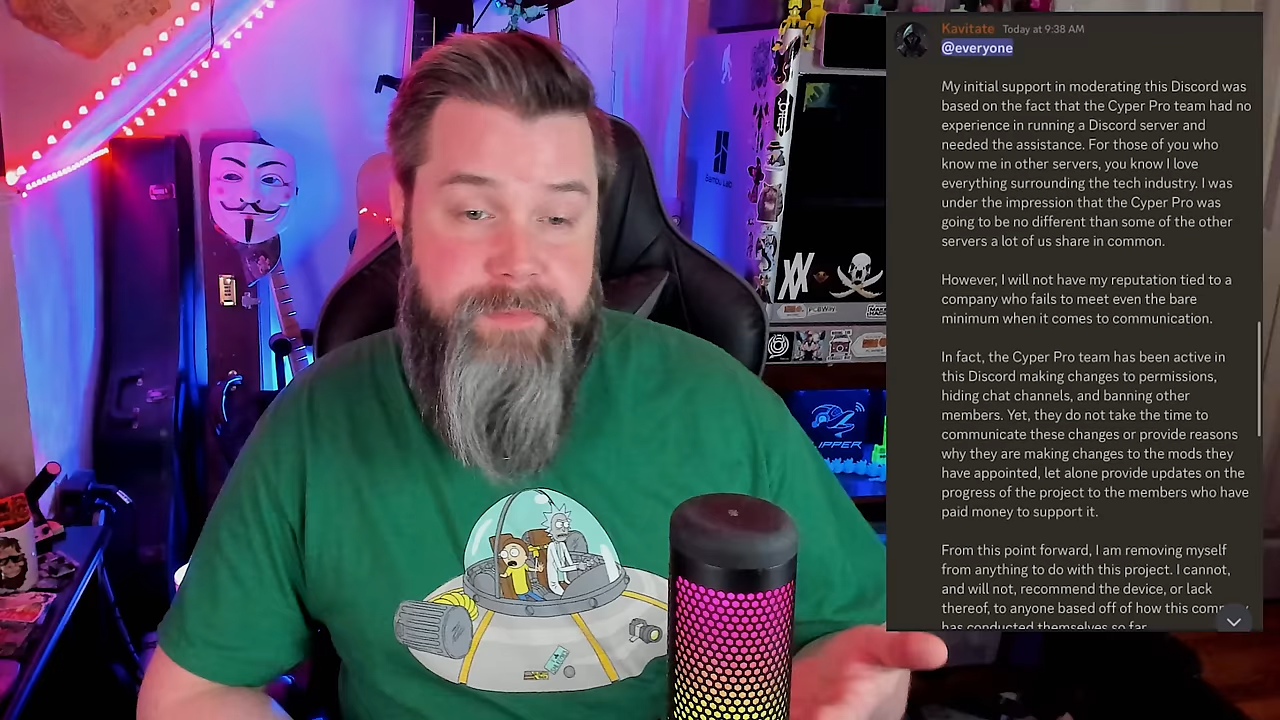 Kavitate Today at 9:38 AM
@everyone
My initial support in moderating this Discord was
based on the fact that the Cyper Pro team had no
experience in running a Discord server and
needed the assistance. For those of you who
know me in other servers, you know I love
everything surrounding the tech industry. I was
under the impression that the Cyper Pro was
going to be no different than some of the other
servers a lot of us share in common.
However, I will not have my reputation tied to a
company who fails to meet even the bare
minimum when it comes to communication.
In fact, the Cyper Pro team has been active in
this Discord making changes to permissions,
hiding chat channels, and banning other
members. Yet, they do not take the time to
communicate these changes or provide reasons
why they are making changes to the mods they
have appointed, let alone provide updates on the
progress of the project to the members who have
paid money to support it.
From this point forward, I am removing myself
from anything to do with this project. I cannot,
and will not, recommend the device, or lack
thereof, to anyone based off of how this
has conducted themselves so far
Bambu Lab
PCBWay
IPPER